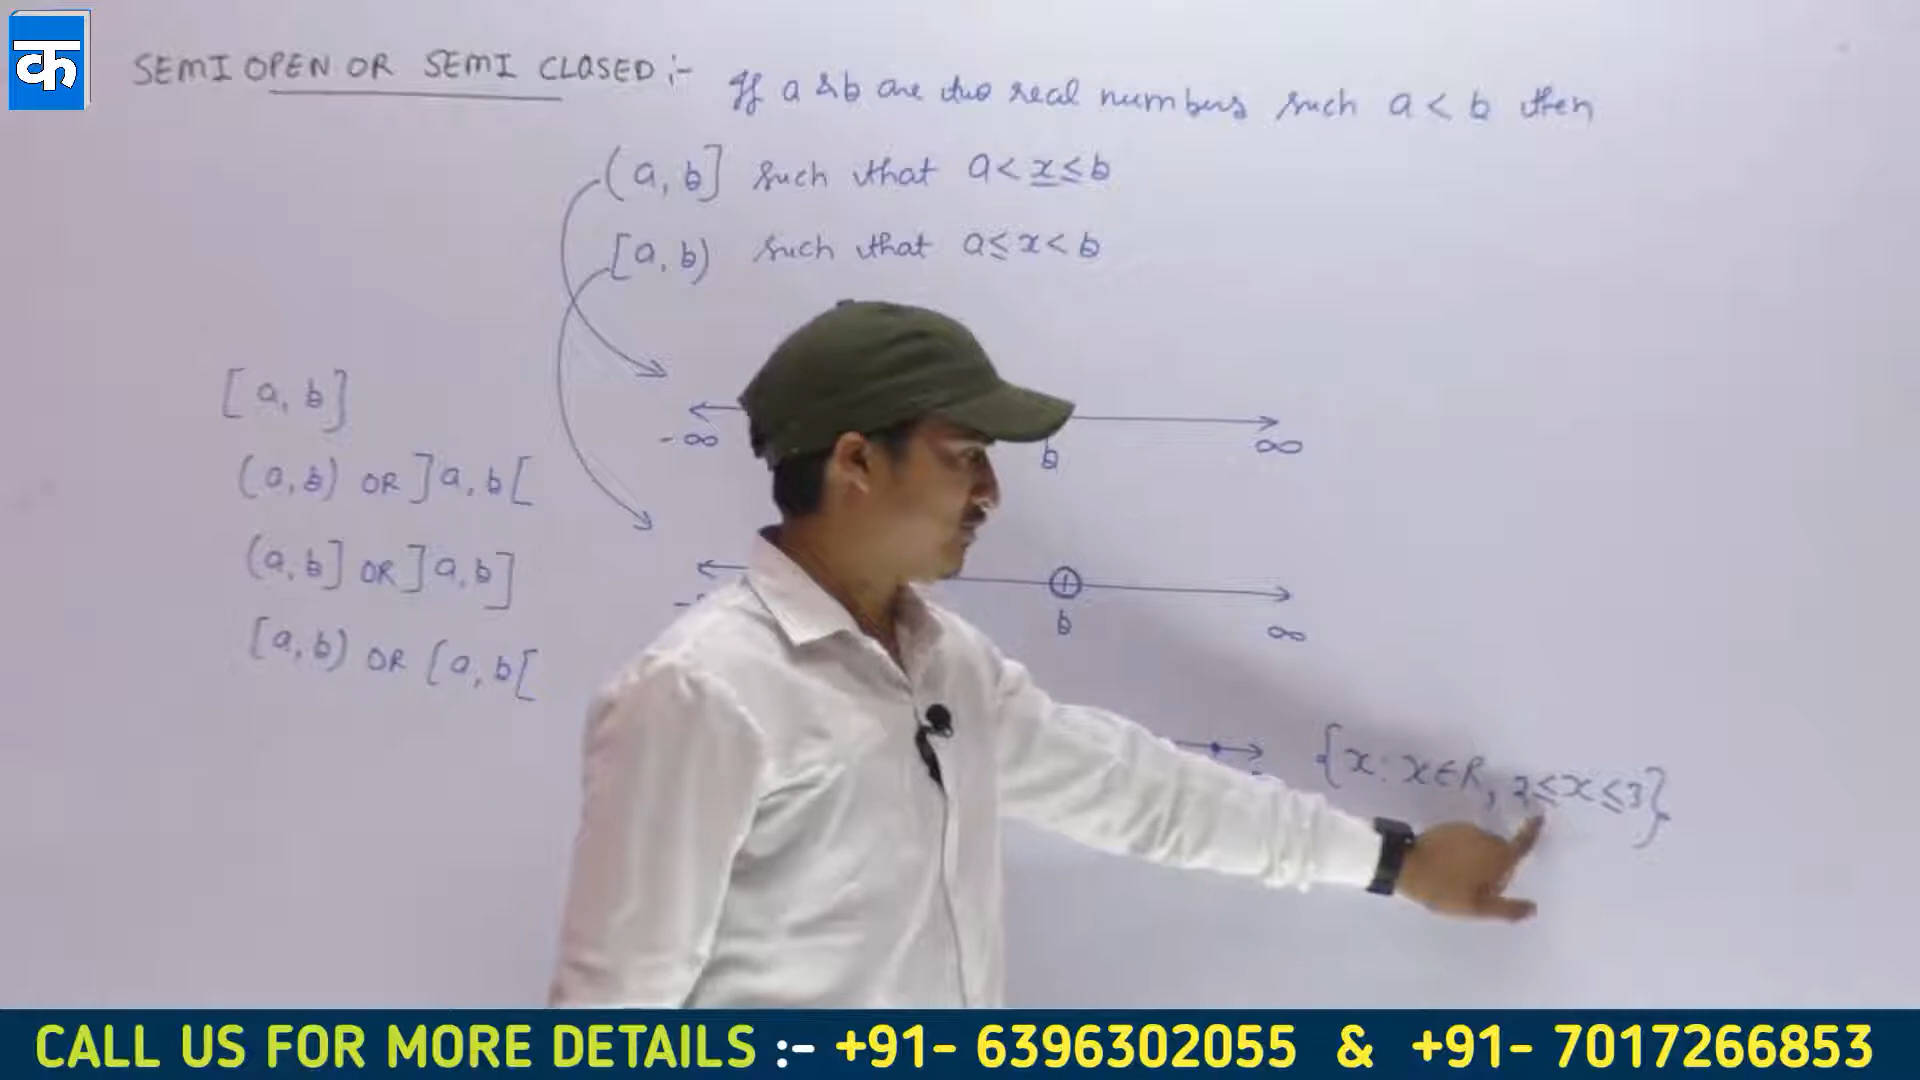 क
SEMI OPEN OR SEMI CLOSED :-
If a & b are two real numbers such a < b then
(a, b] such that a < x ≤ b
[a, b) such that a ≤ x < b
[a, b]
(a, b) OR ]a, b[
(a, b] OR ]a, b]
[a, b) OR [a, b[
-∞ b ∞
b ∞
{x : x ∈ R, 2 ≤ x ≤ 3}
CALL US FOR MORE DETAILS :- +91- 6396302055 & +91- 7017266853